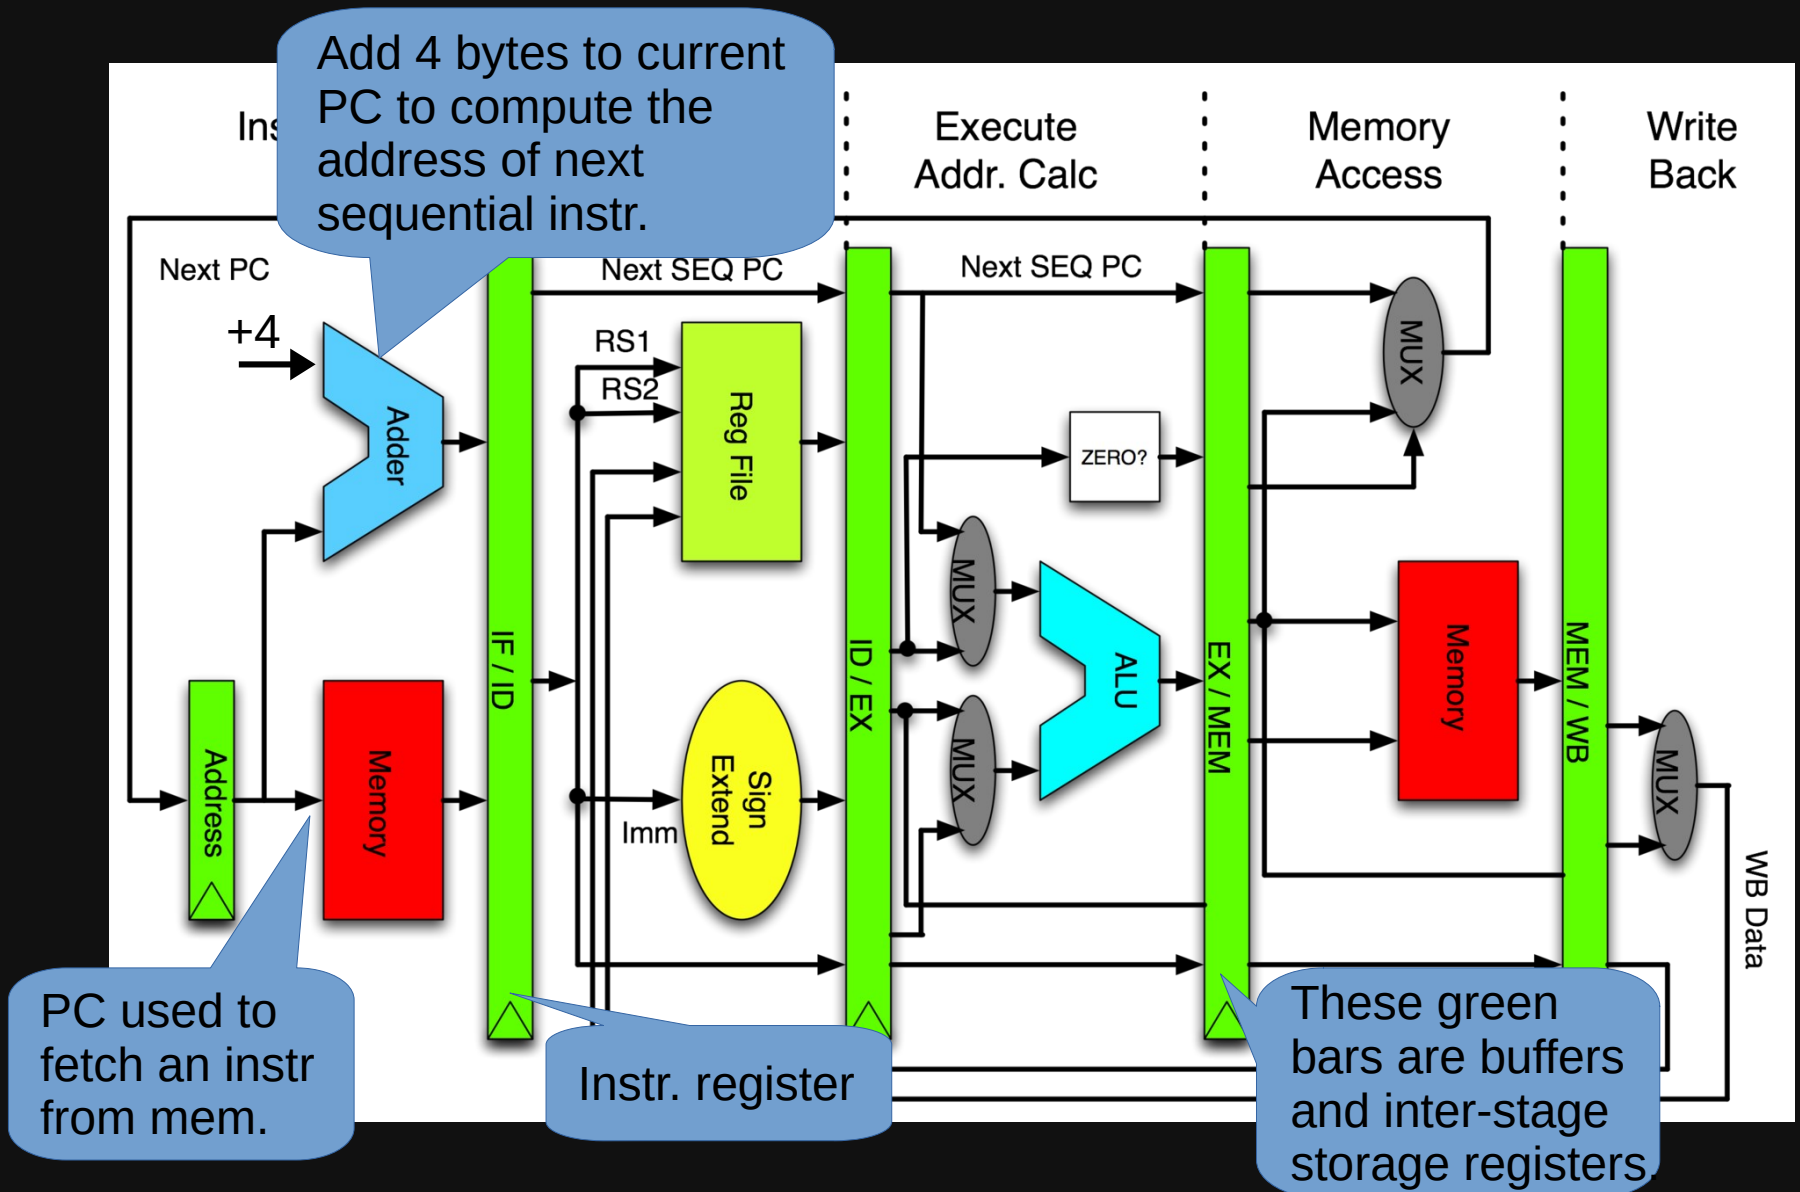 Add 4 bytes to current
PC to compute the
address of next
sequential instr.
Execute
Addr. Calc
Memory
Access
Write
Back
Next PC
Next SEQ PC
Next SEQ PC
+4
RS1
RS2
Adder
Reg File
MUX
ZERO?
MUX
IF / ID
ID / EX
ALU
EX / MEM
Memory
MEM / WB
Address
Memory
Imm
Sign
Extend
MUX
MUX
WB Data
PC used to
fetch an instr
from mem.
Instr. register
These green
bars are buffers
and inter-stage
storage registers.